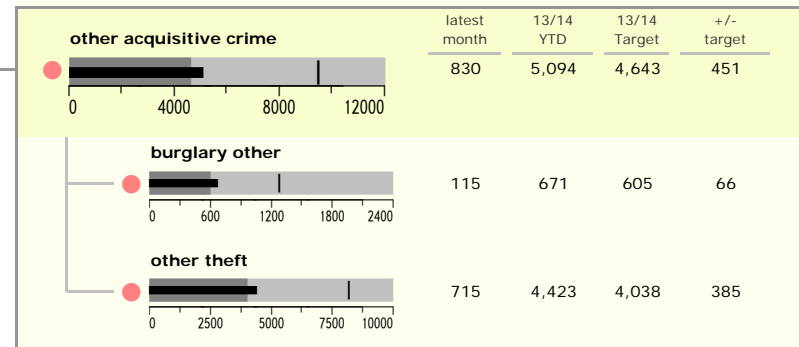 latest 13/14 13/14 +/-
other acquisitive crime month YTD Target target
830 5,094 4,643 451
0 4000 8000 12000
burglary other
115 671 605 66
0 600 1200 1800 2400
other theft
715 4,423 4,038 385
0 2500 5000 7500 10000